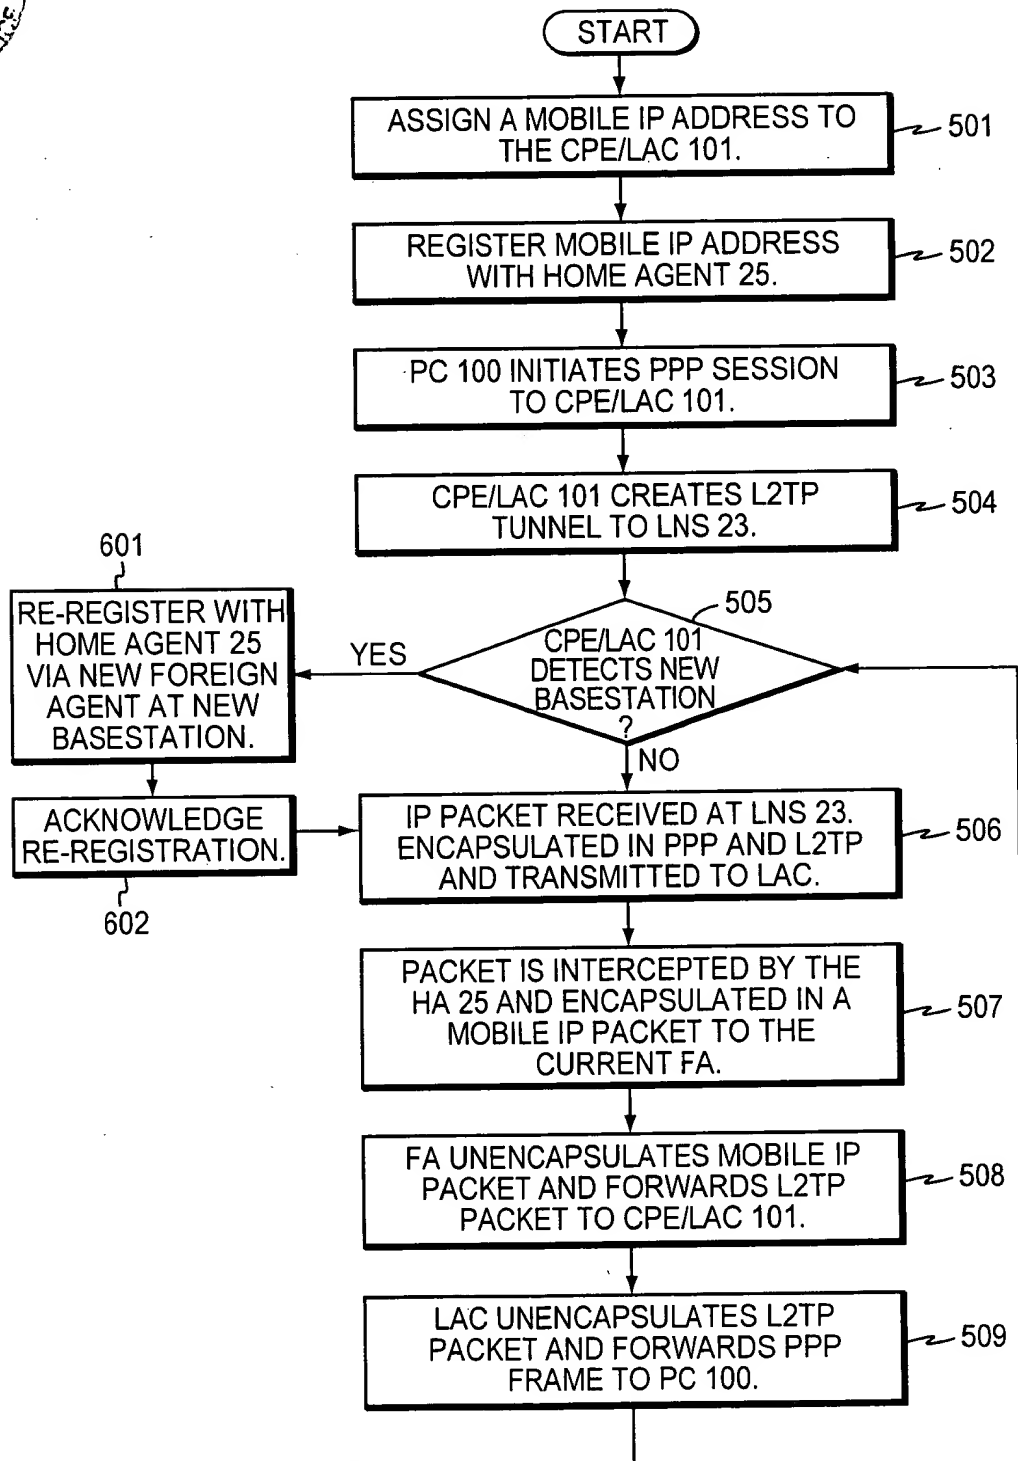 START
ASSIGN A MOBILE IP ADDRESS TO
THE CPE/LAC 101.
501
REGISTER MOBILE IP ADDRESS
WITH HOME AGENT 25.
502
PC 100 INITIATES PPP SESSION
TO CPE/LAC 101.
503
CPE/LAC 101 CREATES L2TP
TUNNEL TO LNS 23.
504
505
CPE/LAC 101
DETECTS NEW
BASESTATION
?
YES
NO
601
RE-REGISTER WITH
HOME AGENT 25
VIA NEW FOREIGN
AGENT AT NEW
BASESTATION.
ACKNOWLEDGE
RE-REGISTRATION.
602
IP PACKET RECEIVED AT LNS 23.
ENCAPSULATED IN PPP AND L2TP
AND TRANSMITTED TO LAC.
506
PACKET IS INTERCEPTED BY THE
HA 25 AND ENCAPSULATED IN A
MOBILE IP PACKET TO THE
CURRENT FA.
507
FA UNENCAPSULATES MOBILE IP
PACKET AND FORWARDS L2TP
PACKET TO CPE/LAC 101.
508
LAC UNENCAPSULATES L2TP
PACKET AND FORWARDS PPP
FRAME TO PC 100.
509